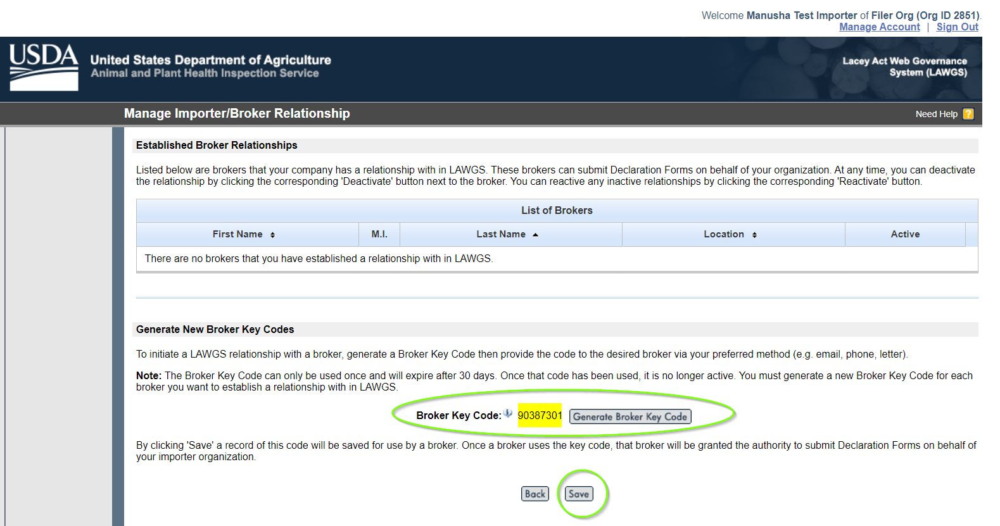 Welcome Manusha Test Importer of Filer Org (Org ID 2851).
Manage Account | Sign Out
USDA
United States Department of Agriculture
Animal and Plant Health Inspection Service
Lacey Act Web Governance
System (LAWGS)
Manage Importer/Broker Relationship
Need Help ?
Established Broker Relationships
Listed below are brokers that your company has a relationship with in LAWGS. These brokers can submit Declaration Forms on behalf of your organization. At any time, you can deactivate
the relationship by clicking the corresponding 'Deactivate' button next to the broker. You can reactive any inactive relationships by clicking the corresponding 'Reactivate' button.
List of Brokers
First Name M.I. Last Name Location Active
There are no brokers that you have established a relationship with in LAWGS.
Generate New Broker Key Codes
To initiate a LAWGS relationship with a broker, generate a Broker Key Code then provide the code to the desired broker via your preferred method (e.g. email, phone, letter).
Note: The Broker Key Code can only be used once and will expire after 30 days. Once that code has been used, it is no longer active. You must generate a new Broker Key Code for each
broker you want to establish a relationship with in LAWGS.
Broker Key Code: 90387301 Generate Broker Key Code
By clicking 'Save' a record of this code will be saved for use by a broker. Once a broker uses the key code, that broker will be granted the authority to submit Declaration Forms on behalf of
your importer organization.
Back Save